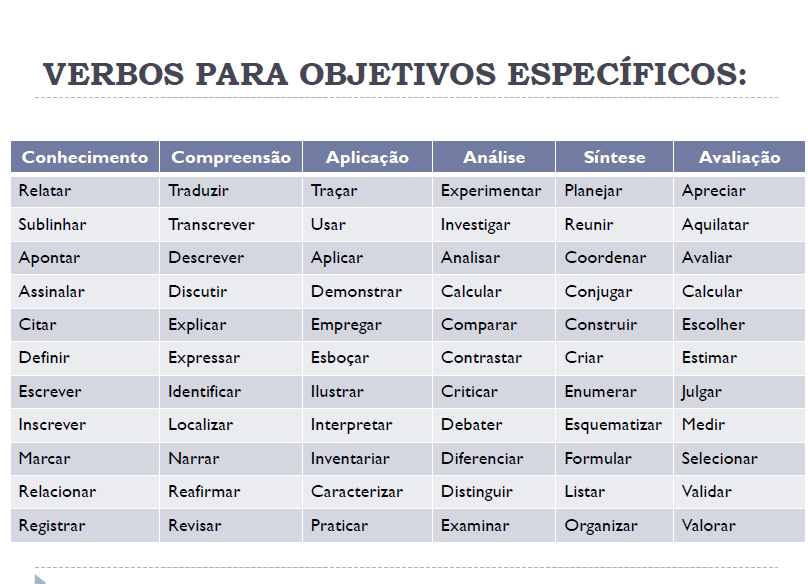 VERBOS PARA OBJETIVOS ESPECÍFICOS:
Conhecimento Compreensão Aplicação Análise Síntese Avaliação
Relatar Traduzir Traçar Experimentar Planejar Apreciar
Sublinhar Transcrever Usar Investigar Reunir Aquilatar
Apontar Descrever Aplicar Analisar Coordenar Avaliar
Assinalar Discutir Demonstrar Calcular Conjugar Calcular
Citar Explicar Empregar Comparar Construir Escolher
Definir Expressar Esboçar Contrastar Criar Estimar
Escrever Identificar Ilustrar Criticar Enumerar Julgar
Inscrever Localizar Interpretar Debater Esquematizar Medir
Marcar Narrar Inventariar Diferenciar Formular Selecionar
Relacionar Reafirmar Caracterizar Distinguir Listar Validar
Registrar Revisar Praticar Examinar Organizar Valorar